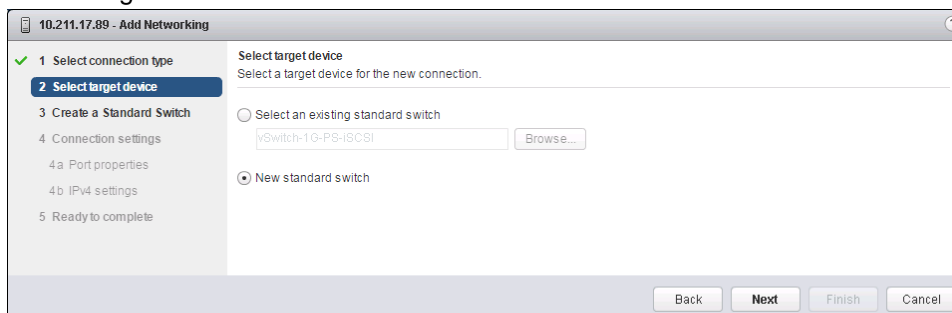 10.211.17.89 - Add Networking
1 Select connection type
2 Select target device
3 Create a Standard Switch
4 Connection settings
4a Port properties
4b IPv4 settings
5 Ready to complete
Select target device
Select a target device for the new connection.
Select an existing standard switch
vSwitch-1G-PS-iSCSI
Browse...
New standard switch
Back
Next
Finish
Cancel